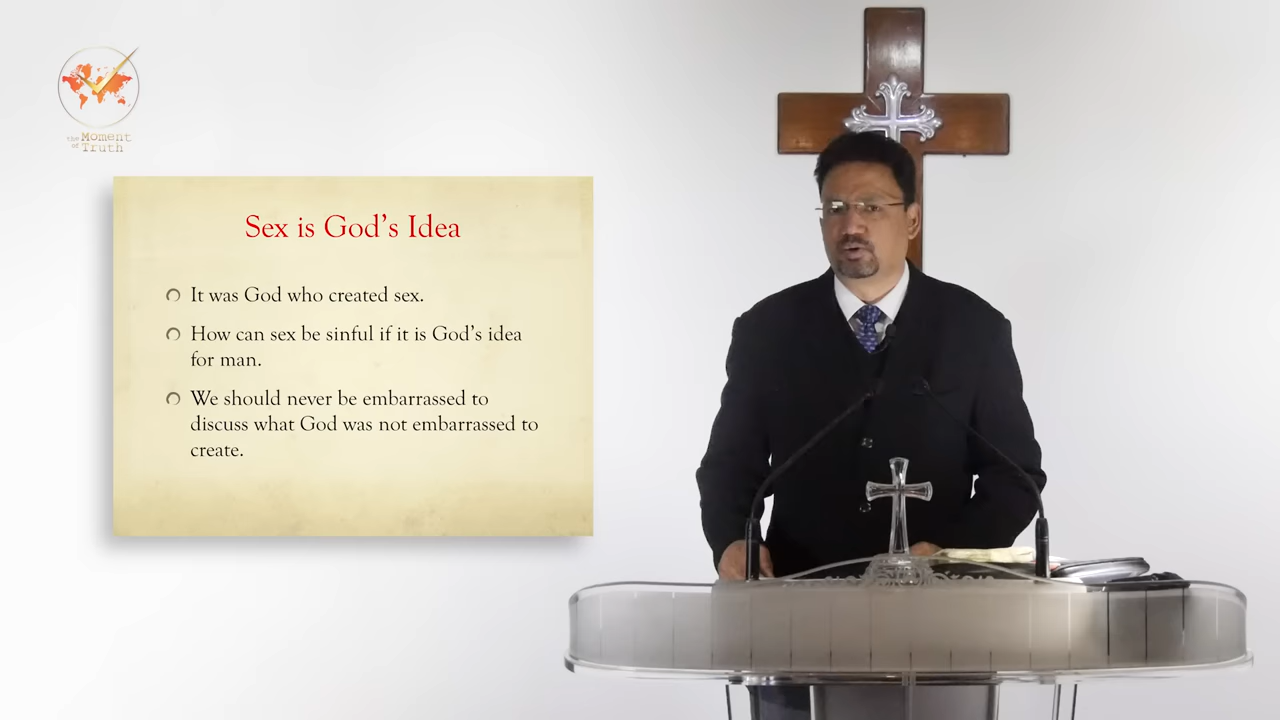 the Moment
of Truth
Sex is God's Idea
It was God who created sex.
How can sex be sinful if it is God's idea
for man.
We should never be embarrassed to
discuss what God was not embarrassed to
create.